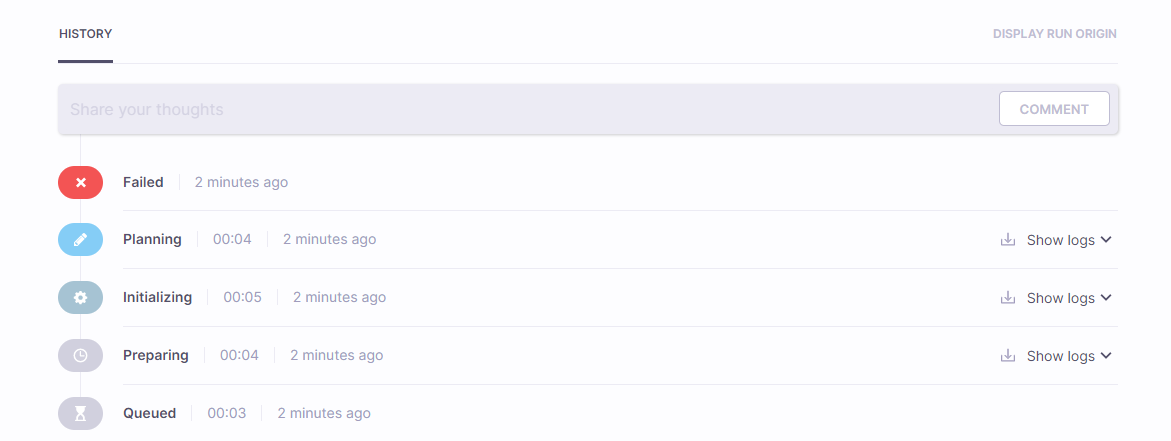 HISTORY DISPLAY RUN ORIGIN
Share your thoughts COMMENT
Failed 2 minutes ago
Planning 00:04 2 minutes ago Show logs
Initializing 00:05 2 minutes ago Show logs
Preparing 00:04 2 minutes ago Show logs
Queued 00:03 2 minutes ago